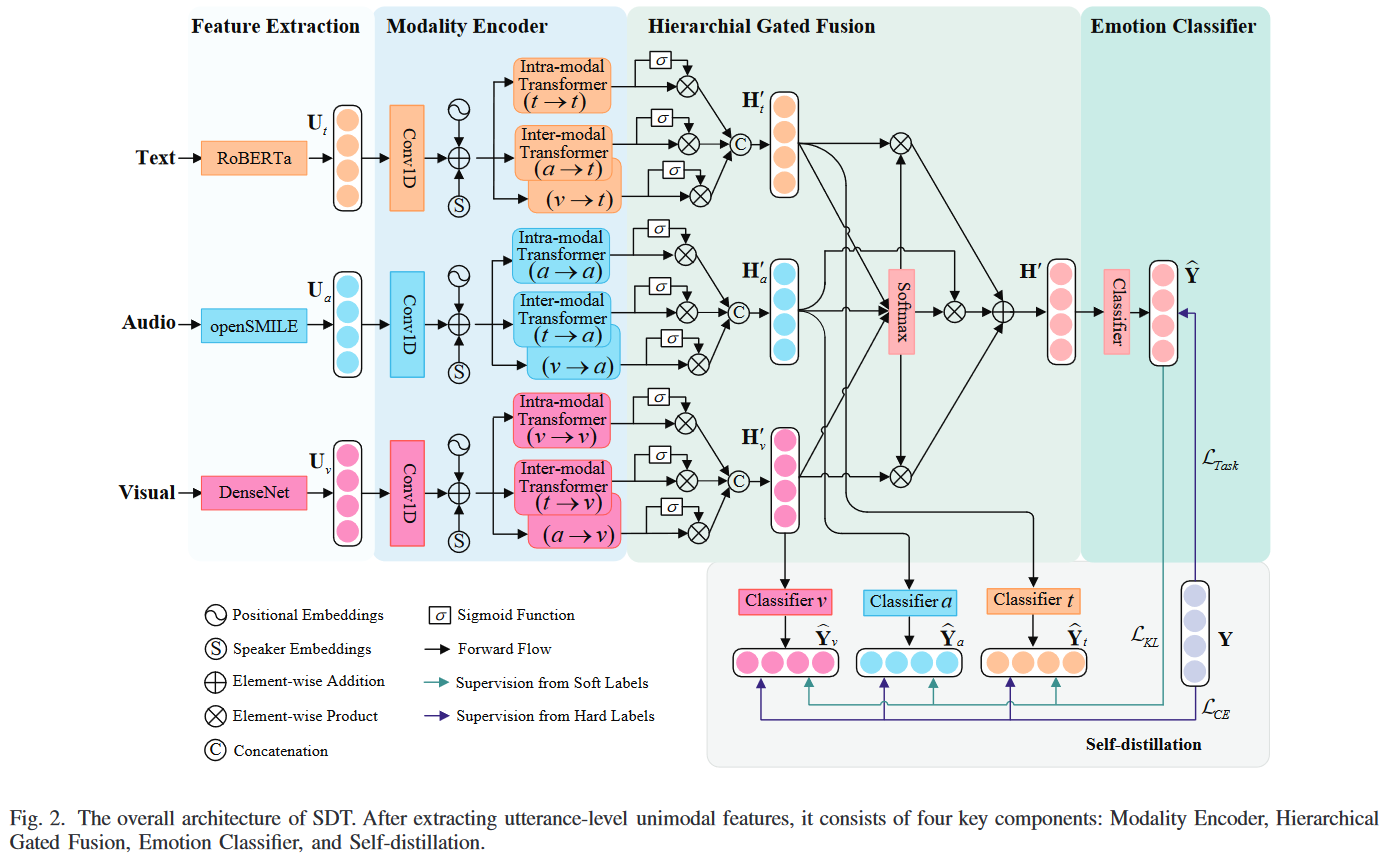 Feature Extraction
Modality Encoder
Hierarchial Gated Fusion
Emotion Classifier
Text
RoBERTa
U_t
Conv1D
S
Intra-modal
Transformer
(t → t)
Inter-modal
Transformer
(a → t)
(v → t)
σ
σ
σ
C
H′_t
Audio
openSMILE
U_a
Conv1D
S
Intra-modal
Transformer
(a → a)
Inter-modal
Transformer
(t → a)
(v → a)
σ
σ
σ
C
H′_a
Softmax
H′
Classifier
Ŷ
Visual
DenseNet
U_v
Conv1D
S
Intra-modal
Transformer
(v → v)
Inter-modal
Transformer
(t → v)
(a → v)
σ
σ
σ
C
H′_v
ℒ_Task
Classifier v
Classifier a
Classifier t
Ŷ_v
Ŷ_a
Ŷ_t
ℒ_KL
Y
ℒ_CE
Self-distillation
Positional Embeddings
S Speaker Embeddings
Element-wise Addition
Element-wise Product
C Concatenation
σ Sigmoid Function
Forward Flow
Supervision from Soft Labels
Supervision from Hard Labels
Fig. 2. The overall architecture of SDT. After extracting utterance-level unimodal features, it consists of four key components: Modality Encoder, Hierarchical
Gated Fusion, Emotion Classifier, and Self-distillation.